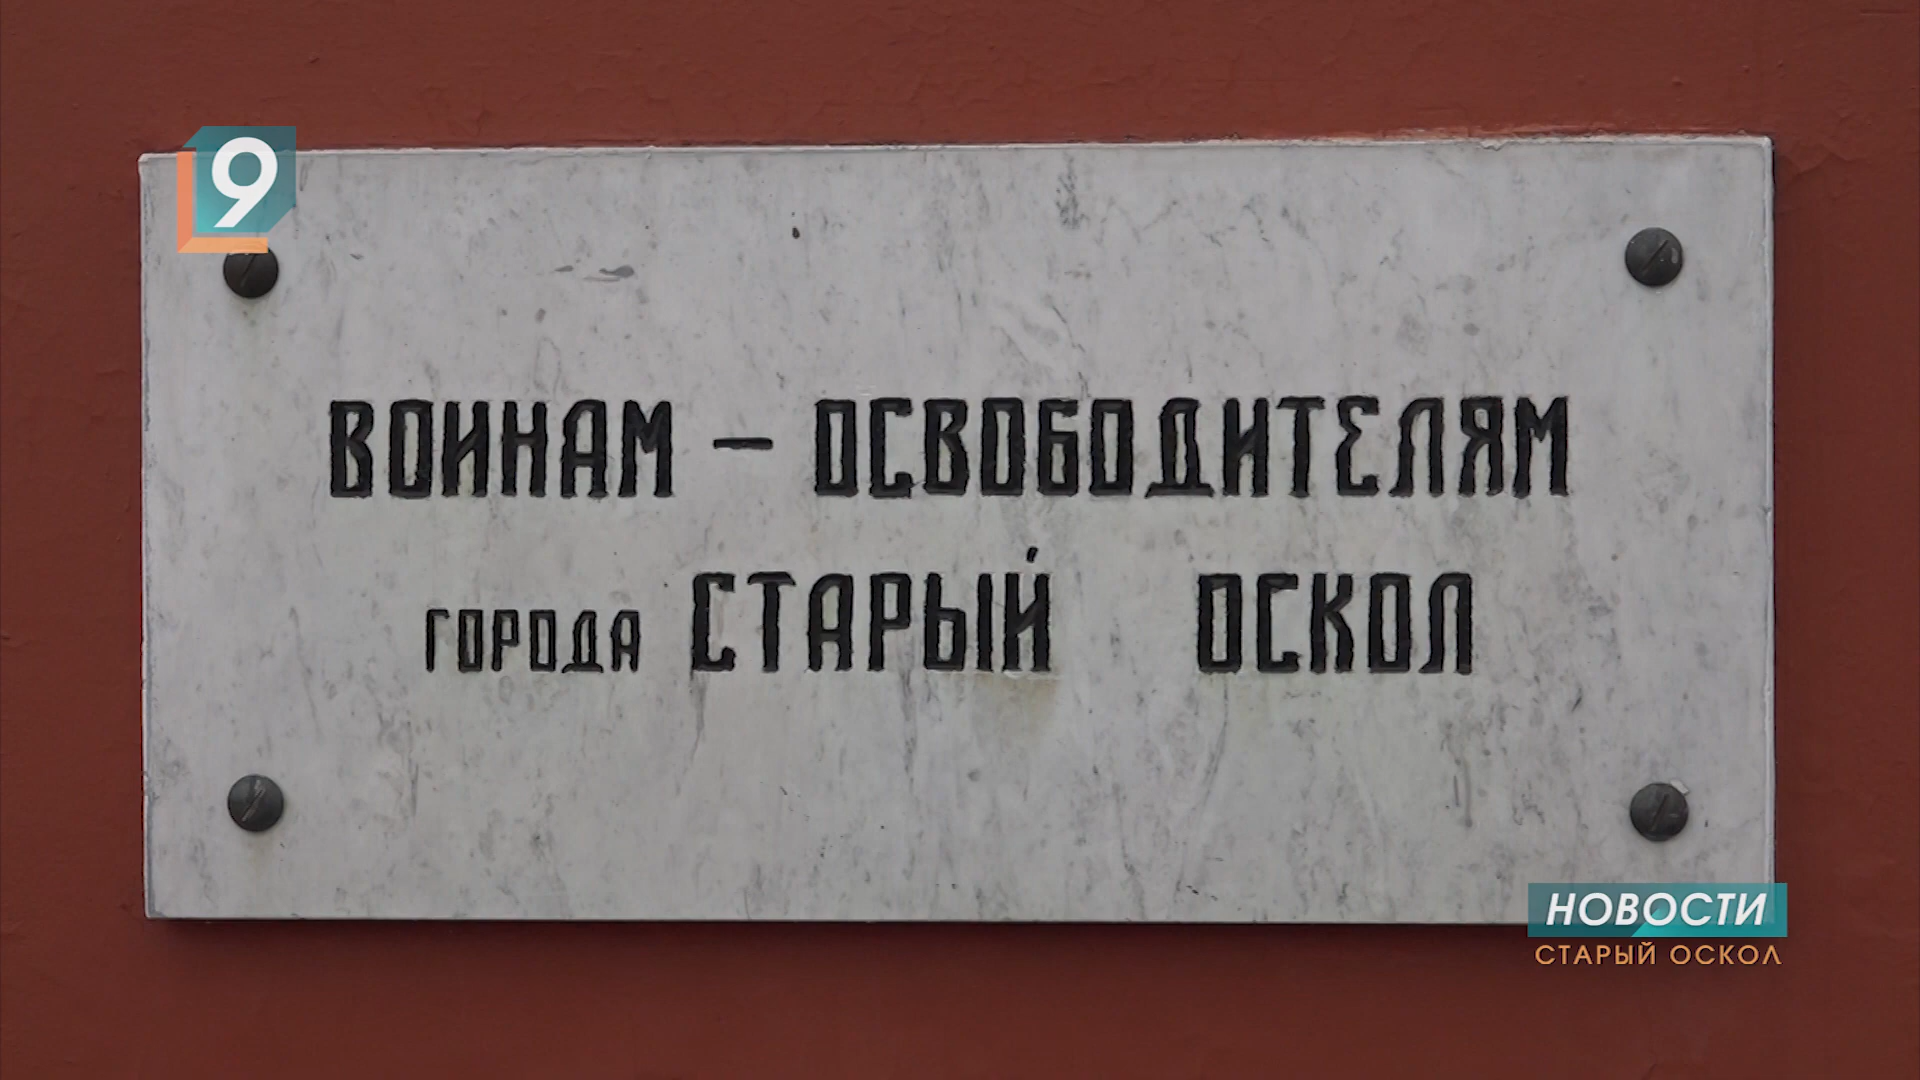 9
ВОИНАМ – ОСВОБОДИТЕЛЯМ
ГОРОДА СТАРЫЙ ОСКОЛ
НОВОСТИ
СТАРЫЙ ОСКОЛ